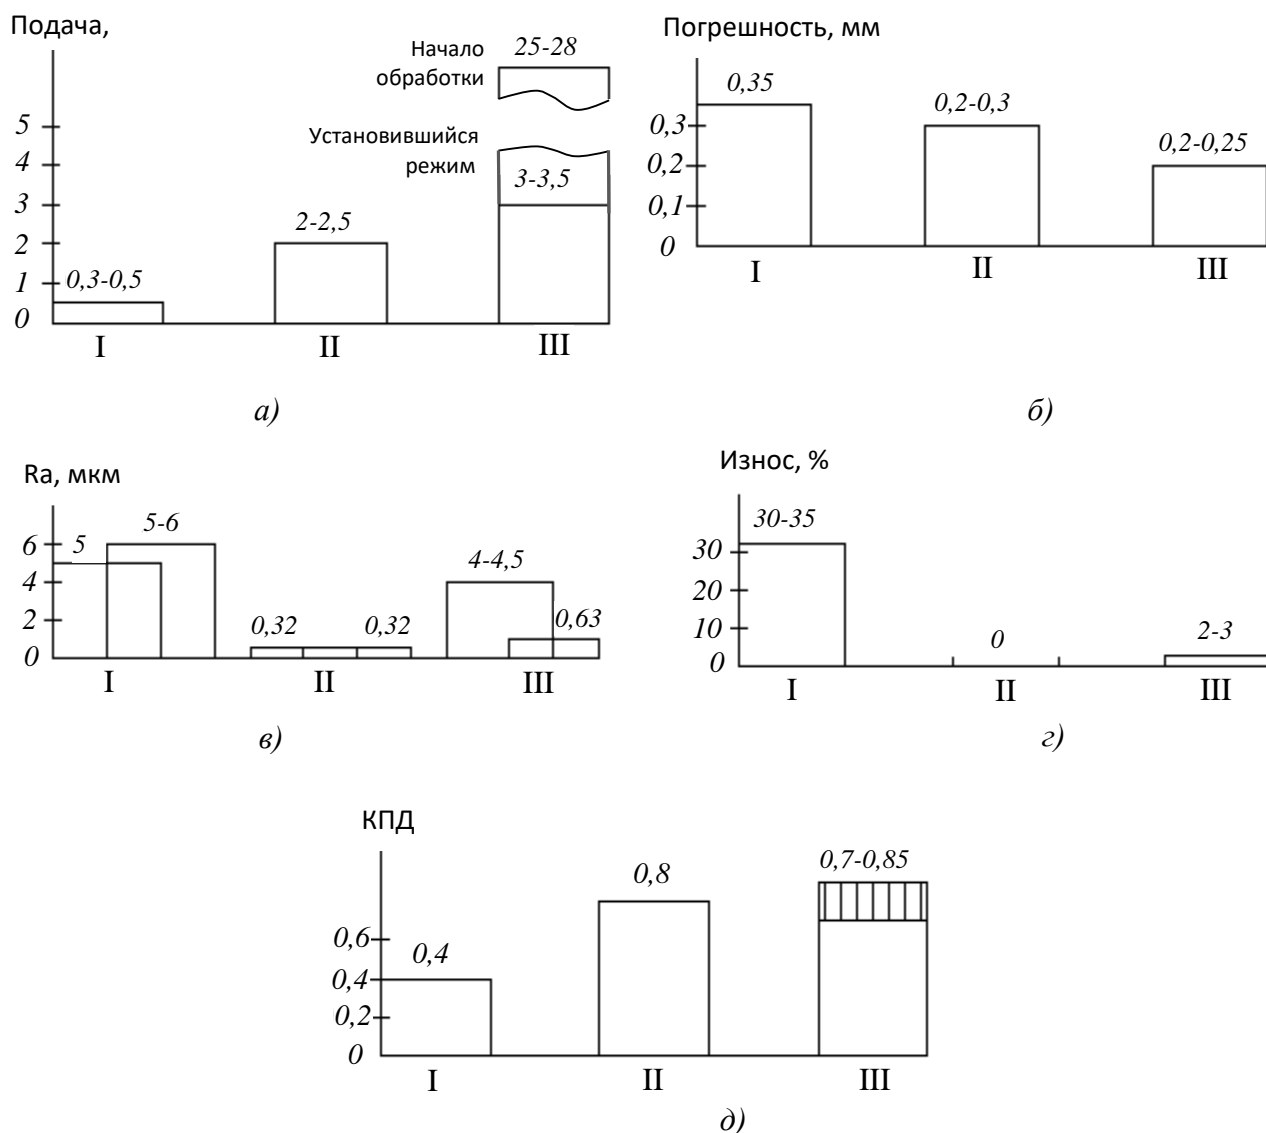 Подача,
Начало
обработки
25-28
Установившийся
режим
3-3,5
5
4
3
2
1
0
0,3-0,5
2-2,5
I
II
III
а)
Погрешность, мм
0,35
0,2-0,3
0,2-0,25
0,3
0,2
0,1
0
I
II
III
б)
Ra, мкм
6
4
2
0
5
5-6
0,32
0,32
4-4,5
0,63
I
II
III
в)
Износ, %
30-35
30
20
10
0
0
2-3
I
II
III
г)
КПД
0,6
0,4
0,2
0
0,4
0,8
0,7-0,85
I
II
III
д)